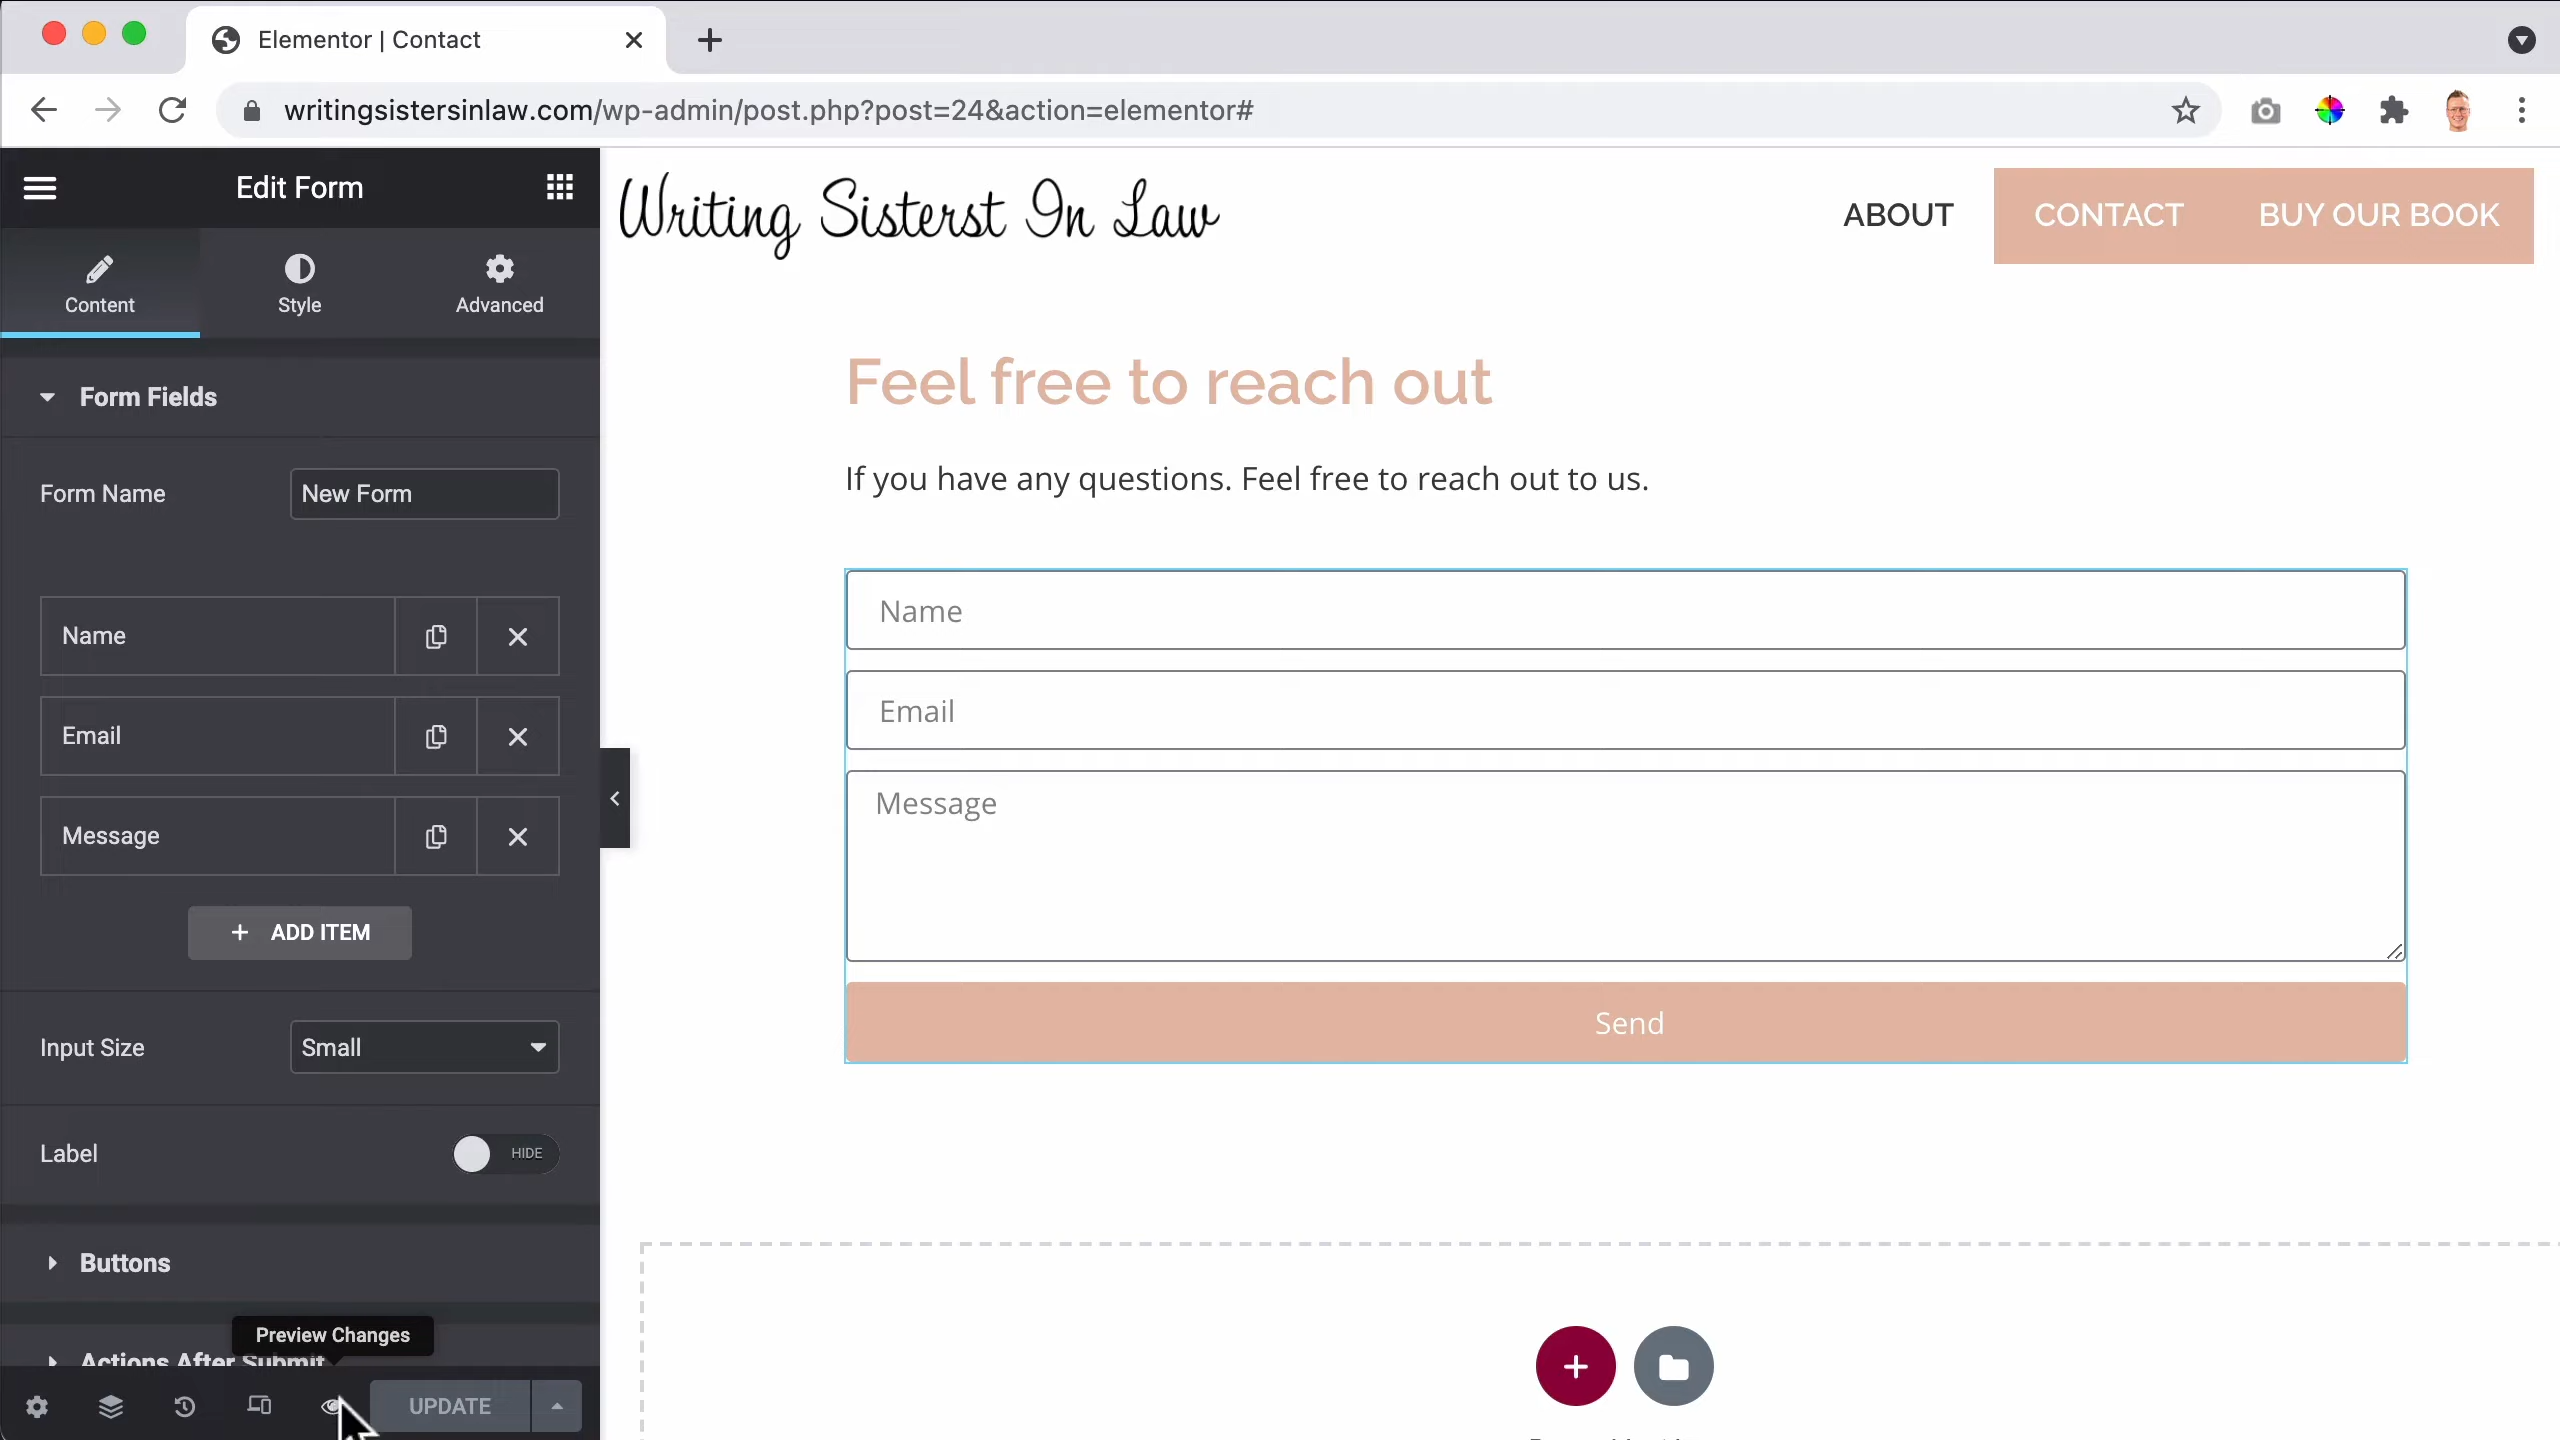 Elementor | Contact
writingsistersinlaw.com/wp-admin/post.php?post=24&action=elementor#
Edit Form
Content
Style
Advanced
Form Fields
Form Name
New Form
Name
Email
Message
ADD ITEM
Input Size
Small
Label
HIDE
Buttons
Preview Changes
Actions After Submit
UPDATE
Writing Sisterst In Law
ABOUT
CONTACT
BUY OUR BOOK
Feel free to reach out
If you have any questions. Feel free to reach out to us.
Name
Email
Message
Send